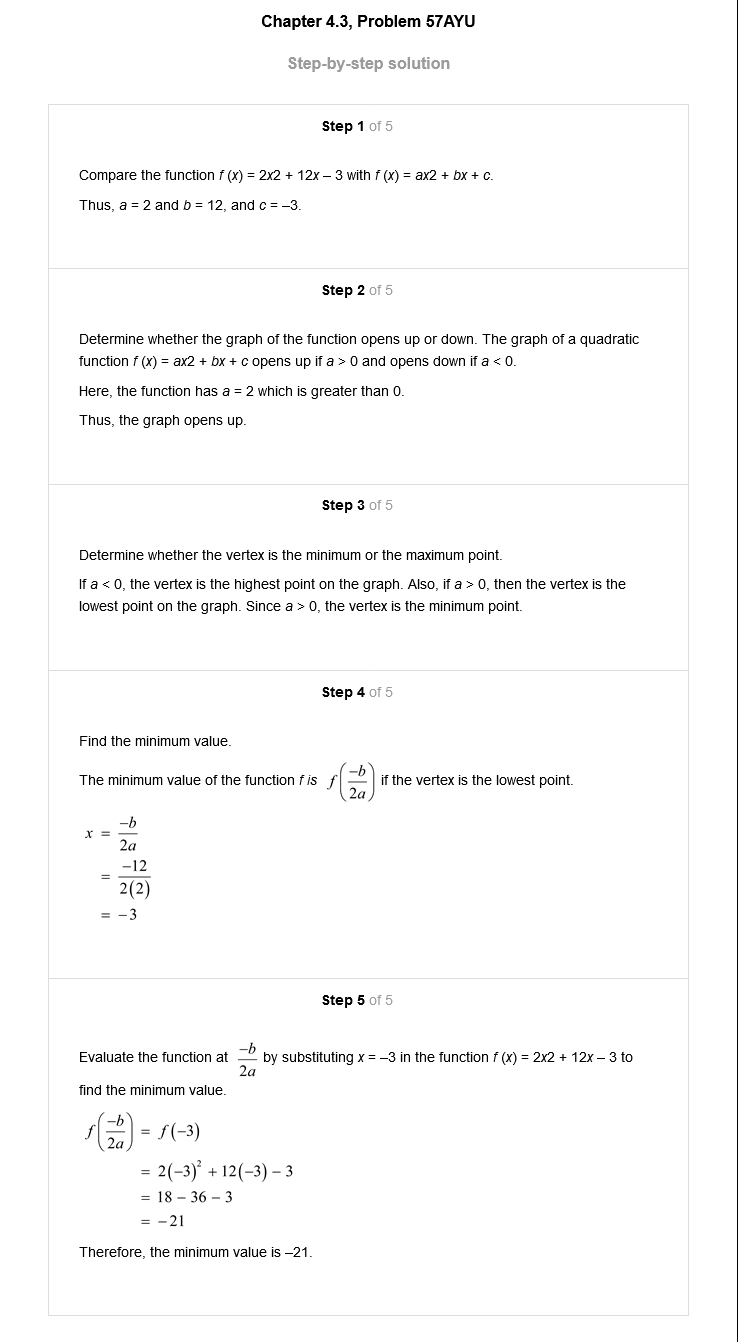 Chapter 4.3, Problem 57AYU
Step-by-step solution
Step 1 of 5
Compare the function f (x) = 2x2 + 12x – 3 with f (x) = ax2 + bx + c.
Thus, a = 2 and b = 12, and c = –3.
Step 2 of 5
Determine whether the graph of the function opens up or down. The graph of a quadratic
function f (x) = ax2 + bx + c opens up if a > 0 and opens down if a < 0.
Here, the function has a = 2 which is greater than 0.
Thus, the graph opens up.
Step 3 of 5
Determine whether the vertex is the minimum or the maximum point.
If a < 0, the vertex is the highest point on the graph. Also, if a > 0, then the vertex is the
lowest point on the graph. Since a > 0, the vertex is the minimum point.
Step 4 of 5
Find the minimum value.
The minimum value of the function f is f(−b/2a) if the vertex is the lowest point.
x = −b/2a
= −12/2(2)
= −3
Step 5 of 5
Evaluate the function at −b/2a by substituting x = –3 in the function f (x) = 2x2 + 12x – 3 to
find the minimum value.
f(−b/2a) = f(−3)
= 2(−3)² + 12(−3) − 3
= 18 − 36 − 3
= −21
Therefore, the minimum value is –21.